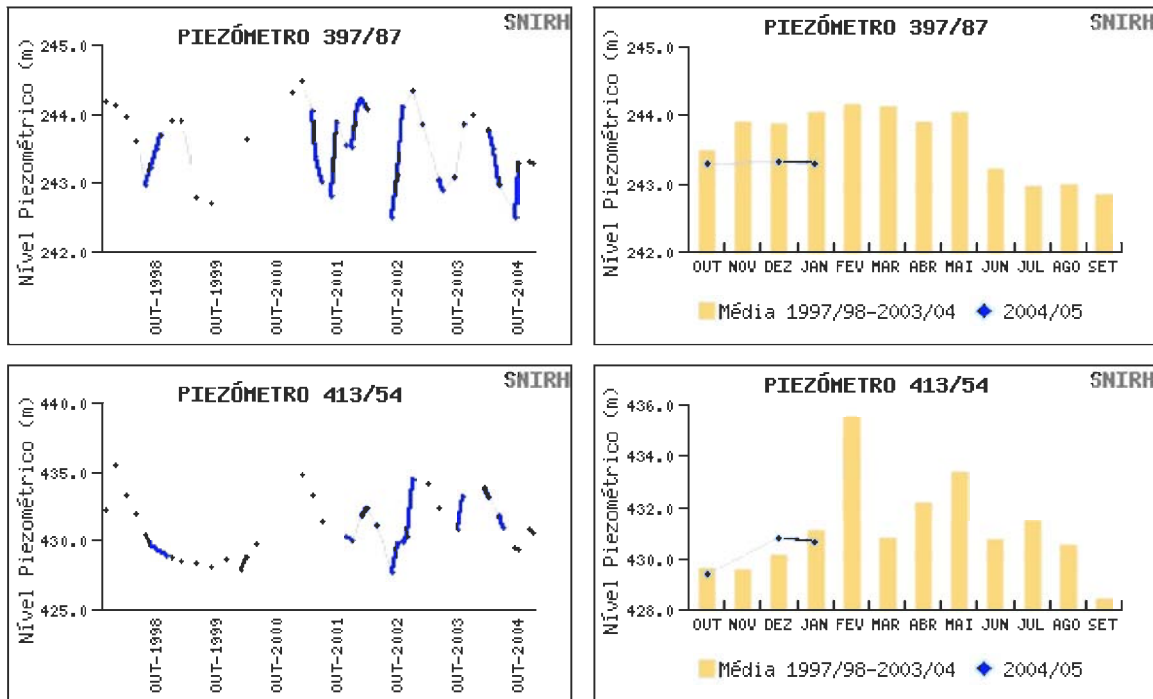 PIEZÓMETRO 397/87
SNIRH
Nível Piezométrico (m)
245.0
244.0
243.0
242.0
OUT-1998
OUT-1999
OUT-2000
OUT-2001
OUT-2002
OUT-2003
OUT-2004
PIEZÓMETRO 397/87
SNIRH
Nível Piezométrico (m)
245.0
244.0
243.0
242.0
OUT NOV DEZ JAN FEV MAR ABR MAI JUN JUL AGO SET
Média 1997/98-2003/04 2004/05
PIEZÓMETRO 413/54
SNIRH
Nível Piezométrico (m)
440.0
435.0
430.0
425.0
OUT-1998
OUT-1999
OUT-2000
OUT-2001
OUT-2002
OUT-2003
OUT-2004
PIEZÓMETRO 413/54
SNIRH
Nível Piezométrico (m)
436.0
434.0
432.0
430.0
428.0
OUT NOV DEZ JAN FEV MAR ABR MAI JUN JUL AGO SET
Média 1997/98-2003/04 2004/05